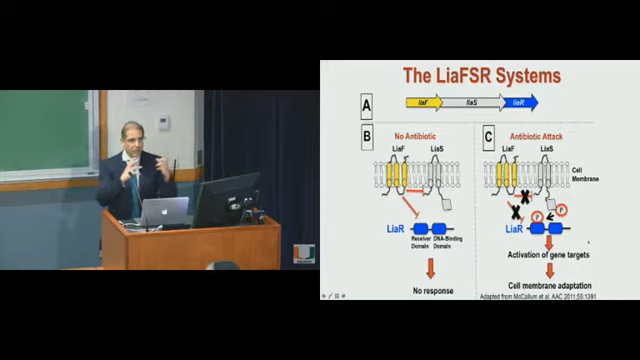 The LiaFSR Systems
A
liaF
liaS
liaR
B
No Antibiotic
LiaF
LiaS
LiaR
Receiver Domain
DNA-Binding Domain
No response
C
Antibiotic Attack
LiaF
LiaS
Cell Membrane
P
P
LiaR
Activation of gene targets
Cell membrane adaptation
Adapted from McCallum et al. AAC 2011;55:1391
U